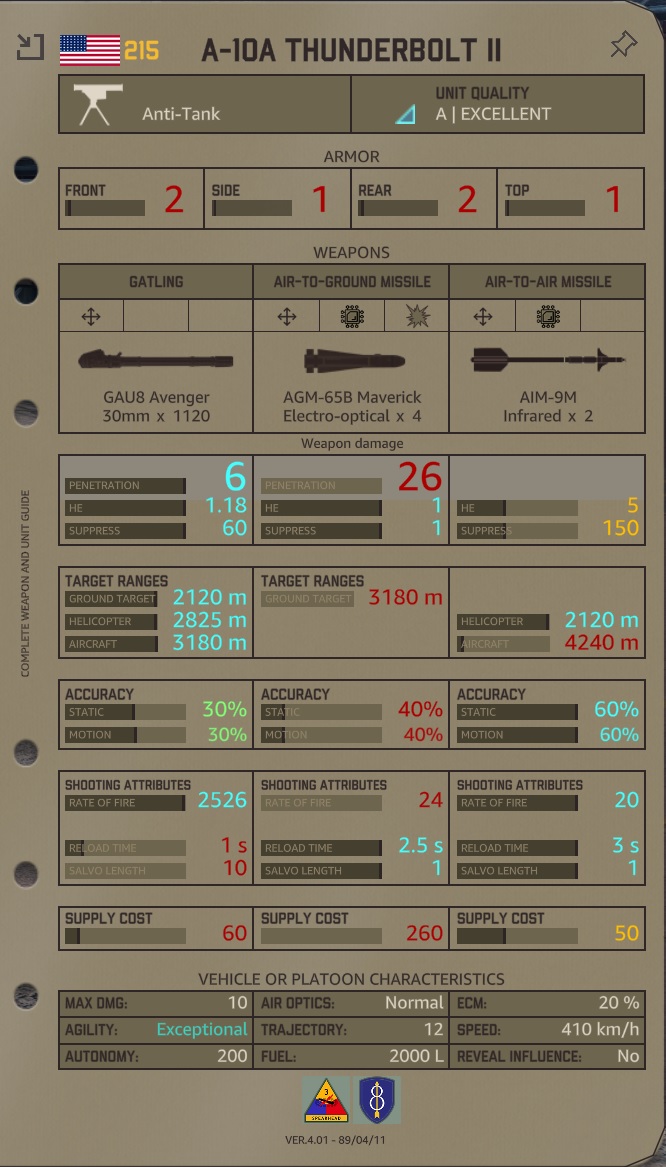 215 A-10A THUNDERBOLT II
Anti-Tank
UNIT QUALITY
A | EXCELLENT
ARMOR
FRONT 2 SIDE 1 REAR 2 TOP 1
WEAPONS
GATLING AIR-TO-GROUND MISSILE AIR-TO-AIR MISSILE
GAU8 Avenger AGM-65B Maverick AIM-9M
30mm x 1120 Electro-optical x 4 Infrared x 2
Weapon damage
PENETRATION 6 PENETRATION 26
HE 1.18 HE 1 HE 5
SUPPRESS 60 SUPPRESS 1 SUPPRESS 150
TARGET RANGES TARGET RANGES
GROUND TARGET 2120 m GROUND TARGET 3180 m
HELICOPTER 2825 m HELICOPTER 2120 m
AIRCRAFT 3180 m AIRCRAFT 4240 m
ACCURACY ACCURACY ACCURACY
STATIC 30% STATIC 40% STATIC 60%
MOTION 30% MOTION 40% MOTION 60%
SHOOTING ATTRIBUTES SHOOTING ATTRIBUTES SHOOTING ATTRIBUTES
RATE OF FIRE 2526 RATE OF FIRE 24 RATE OF FIRE 20
RELOAD TIME 1 s RELOAD TIME 2.5 s RELOAD TIME 3 s
SALVO LENGTH 10 SALVO LENGTH 1 SALVO LENGTH 1
SUPPLY COST 60 SUPPLY COST 260 SUPPLY COST 50
VEHICLE OR PLATOON CHARACTERISTICS
MAX DMG: 10 AIR OPTICS: Normal ECM: 20 %
AGILITY: Exceptional TRAJECTORY: 12 SPEED: 410 km/h
AUTONOMY: 200 FUEL: 2000 L REVEAL INFLUENCE: No
3
SPEARHEAD
VER.4.01 - 89/04/11
COMPLETE WEAPON AND UNIT GUIDE